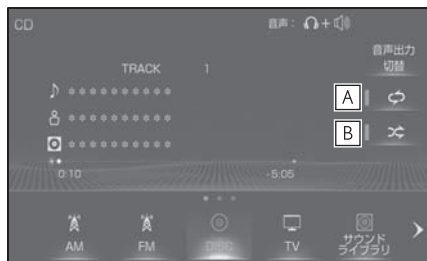 CD
音声： +
音声出力
切替
TRACK 1
A
B
0:10
-5:05
AM
FM
DISC
TV
サウンド
ライブラリ